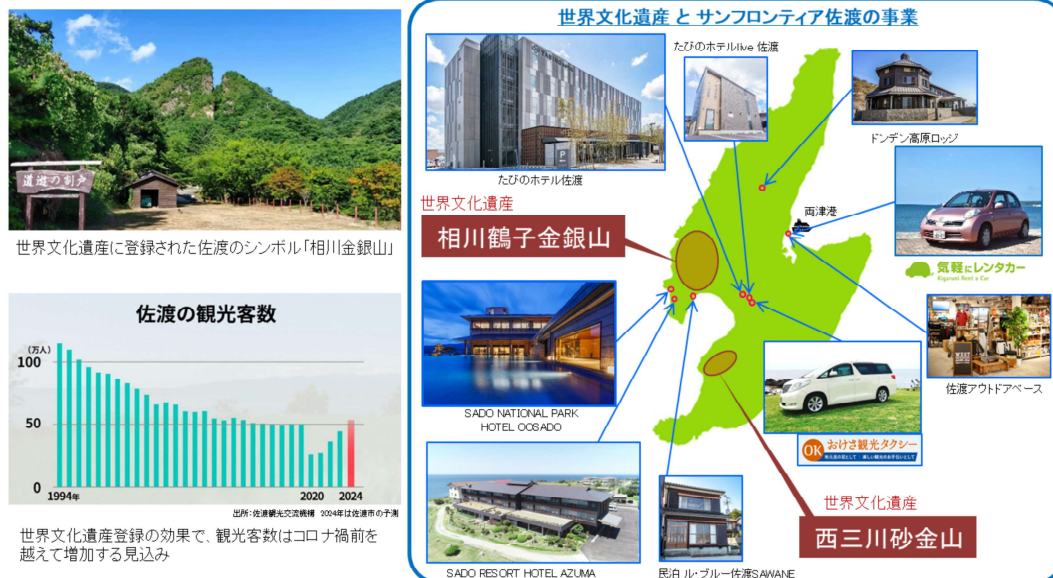 道遊の割戸
世界文化遺産に登録された佐渡のシンボル「相川金銀山」
佐渡の観光客数
(万人)
100
50
0
1994年
2020
2024
出所:佐渡観光交流機構 2024年は佐渡市の予測
世界文化遺産登録の効果で、観光客数はコロナ禍前を
越えて増加する見込み
世界文化遺産 と サンフロンティア佐渡の事業
たびのホテル佐渡
たびのホテルlive 佐渡
ドンデン高原ロッジ
世界文化遺産
相川鶴子金銀山
両津港
気軽にレンタカー
Kigaruni Rent a Car
佐渡アウトドアベース
SADO NATIONAL PARK
HOTEL OOSADO
OK おけさ観光タクシー
SADO RESORT HOTEL AZUMA
民泊 ル・ブルー佐渡SAWANE
世界文化遺産
西三川砂金山